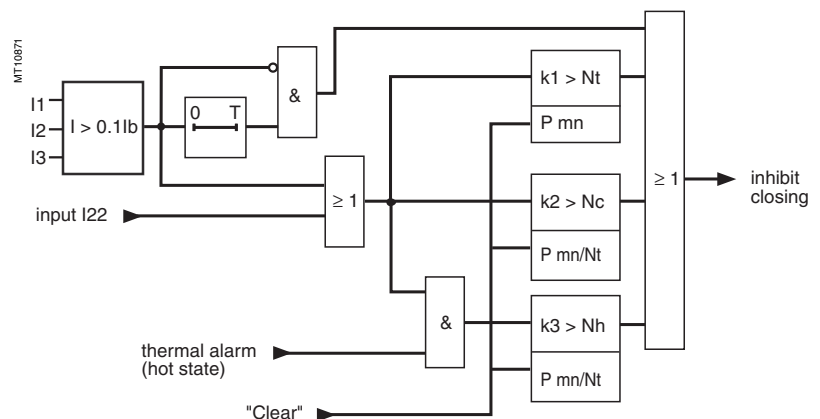 MT10871
I1
I2
I3
I > 0.1Ib
0 T
&
≥ 1
input I22
k1 > Nt
P mn
k2 > Nc
P mn/Nt
&
k3 > Nh
P mn/Nt
thermal alarm
(hot state)
"Clear"
≥ 1
inhibit
closing